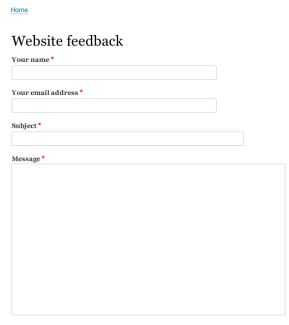 Home
Website feedback
Your name *
Your email address *
Subject *
Message *